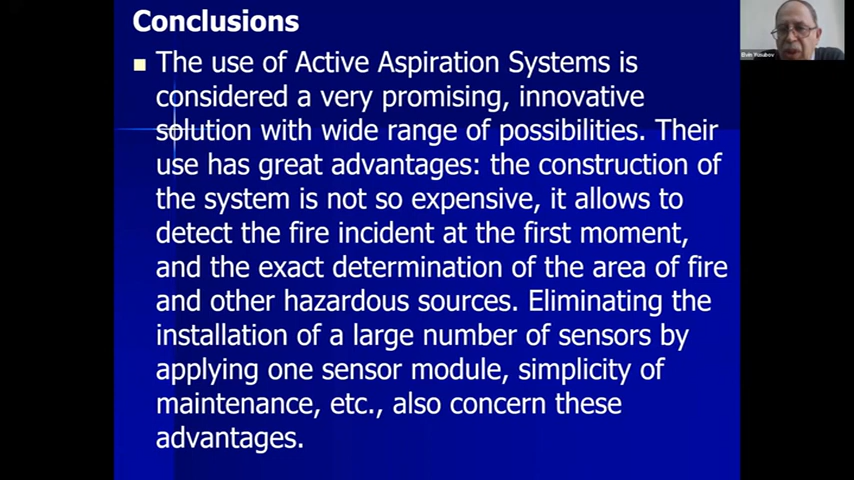 Conclusions
The use of Active Aspiration Systems is
considered a very promising, innovative
solution with wide range of possibilities. Their
use has great advantages: the construction of
the system is not so expensive, it allows to
detect the fire incident at the first moment,
and the exact determination of the area of fire
and other hazardous sources. Eliminating the
installation of a large number of sensors by
applying one sensor module, simplicity of
maintenance, etc., also concern these
advantages.